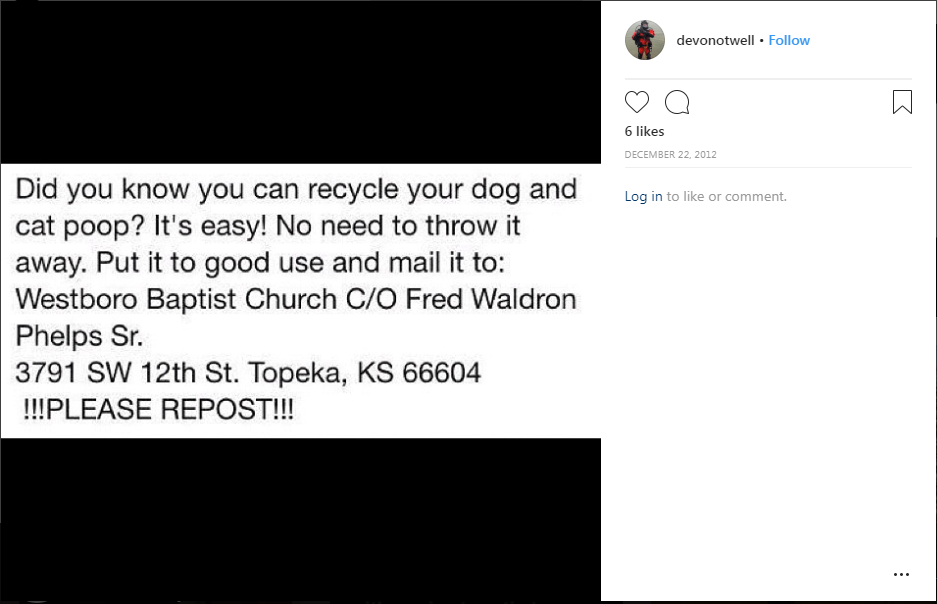 Did you know you can recycle your dog and
cat poop? It's easy! No need to throw it
away. Put it to good use and mail it to:
Westboro Baptist Church C/O Fred Waldron
Phelps Sr.
3791 SW 12th St. Topeka, KS 66604
!!!PLEASE REPOST!!!
devonotwell • Follow
6 likes
DECEMBER 22, 2012
Log in to like or comment.